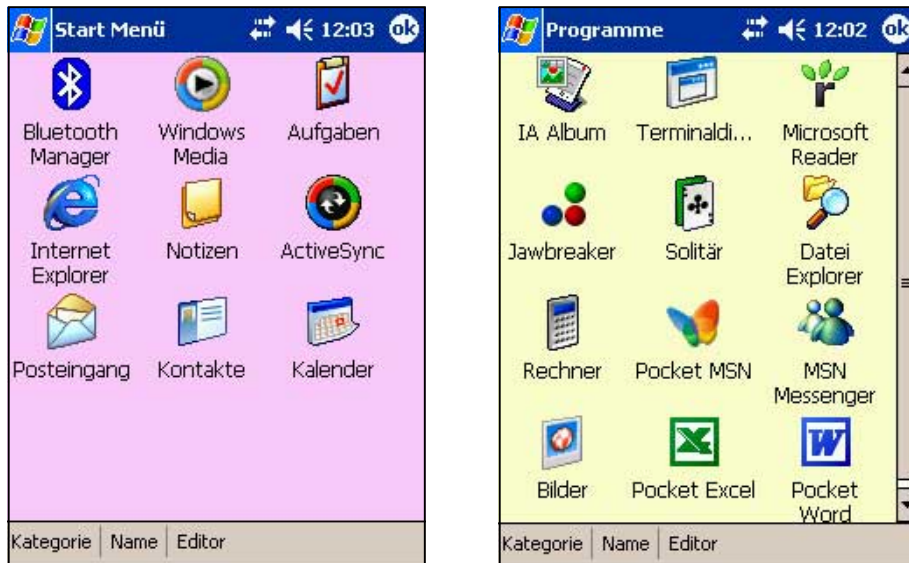 Start Menü 12:03 ok
Bluetooth Manager
Windows Media
Aufgaben
Internet Explorer
Notizen
ActiveSync
Posteingang
Kontakte
Kalender
Kategorie Name Editor
Programme 12:02 ok
IA Album
Terminaldi...
Microsoft Reader
Jawbreaker
Solitär
Datei Explorer
Rechner
Pocket MSN
MSN Messenger
Bilder
Pocket Excel
Pocket Word
Kategorie Name Editor